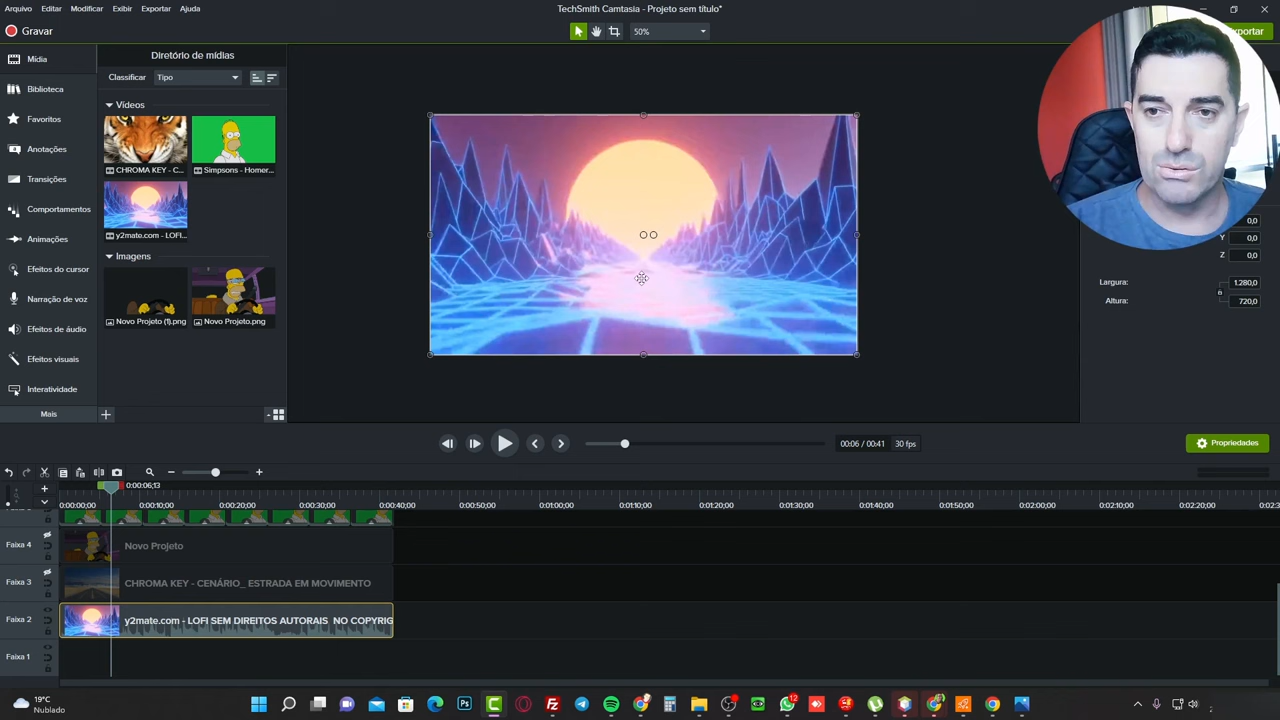 Arquivo Editar Modificar Exibir Exportar Ajuda
TechSmith Camtasia - Projeto sem título*
Gravar
50%
Mídia
Biblioteca
Favoritos
Anotações
Transições
Comportamentos
Animações
Efeitos do cursor
Narração de voz
Efeitos de áudio
Efeitos visuais
Interatividade
Mais
Diretório de mídias
Classificar Tipo
Vídeos
CHROMA KEY - C... Simpsons - Homer...
y2mate.com - LOFI...
Imagens
Novo Projeto (1).png Novo Projeto.png
0,0
Y 0,0
Z 0,0
Largura: 1.280,0
Altura: 720,0
00:06 / 00:41 30 fps
Propriedades
0:00:06;13
0:00:00;00 0:00:10;00 0:00:20;00 0:00:30;00 0:00:40;00 0:00:50;00 0:01:00;00 0:01:10;00 0:01:20;00 0:01:30;00 0:01:40;00 0:01:50;00 0:02:00;00 0:02:10;00 0:02:20;00
Faixa 4 Novo Projeto
Faixa 3 CHROMA KEY - CENÁRIO_ ESTRADA EM MOVIMENTO
Faixa 2 y2mate.com - LOFI SEM DIREITOS AUTORAIS NO COPYRIG
Faixa 1
19°C
Nublado
12